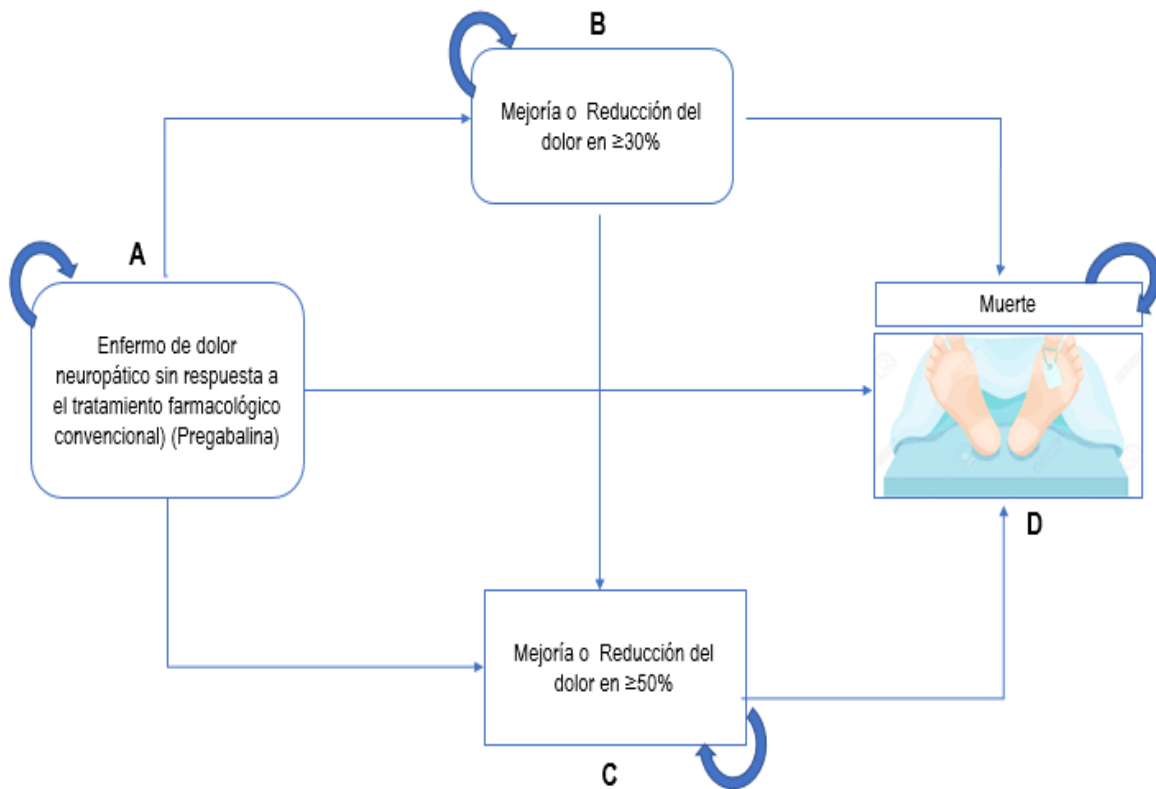 B
Mejoría o Reducción del
dolor en ≥30%
A
Enfermo de dolor
neuropático sin respuesta a
el tratamiento farmacológico
convencional) (Pregabalina)
Muerte
D
Mejoría o Reducción del
dolor en ≥50%
C